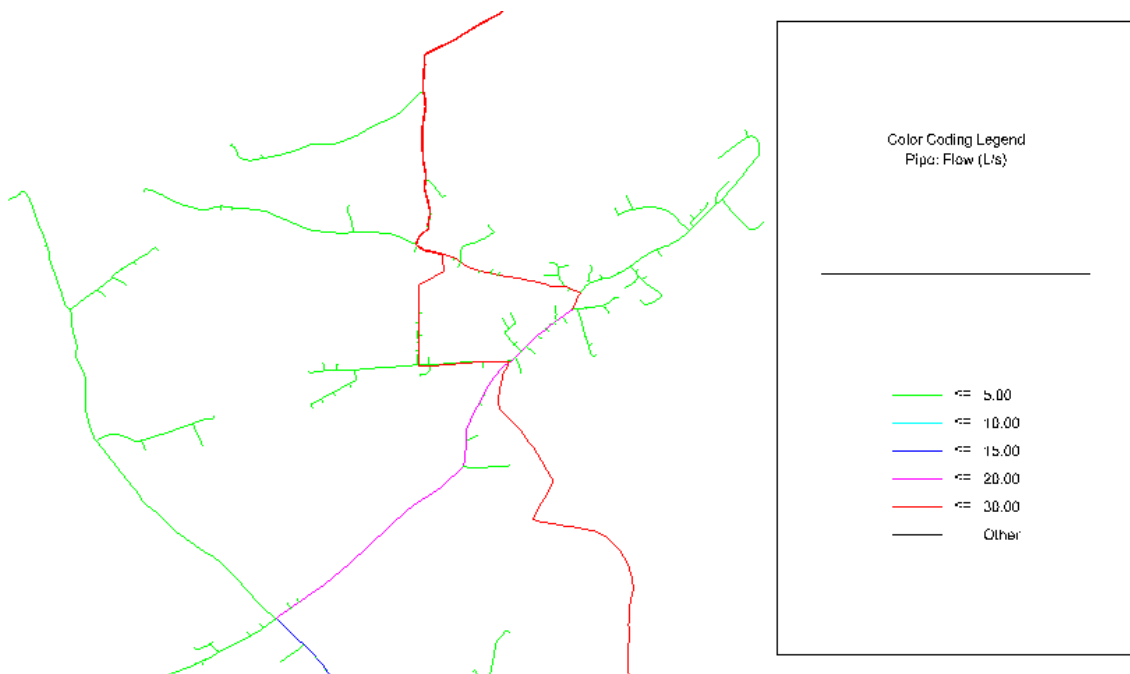 Color Coding Legend
Pipe: Flow (L/s)
<= 5.00
<= 10.00
<= 15.00
<= 20.00
<= 30.00
Other